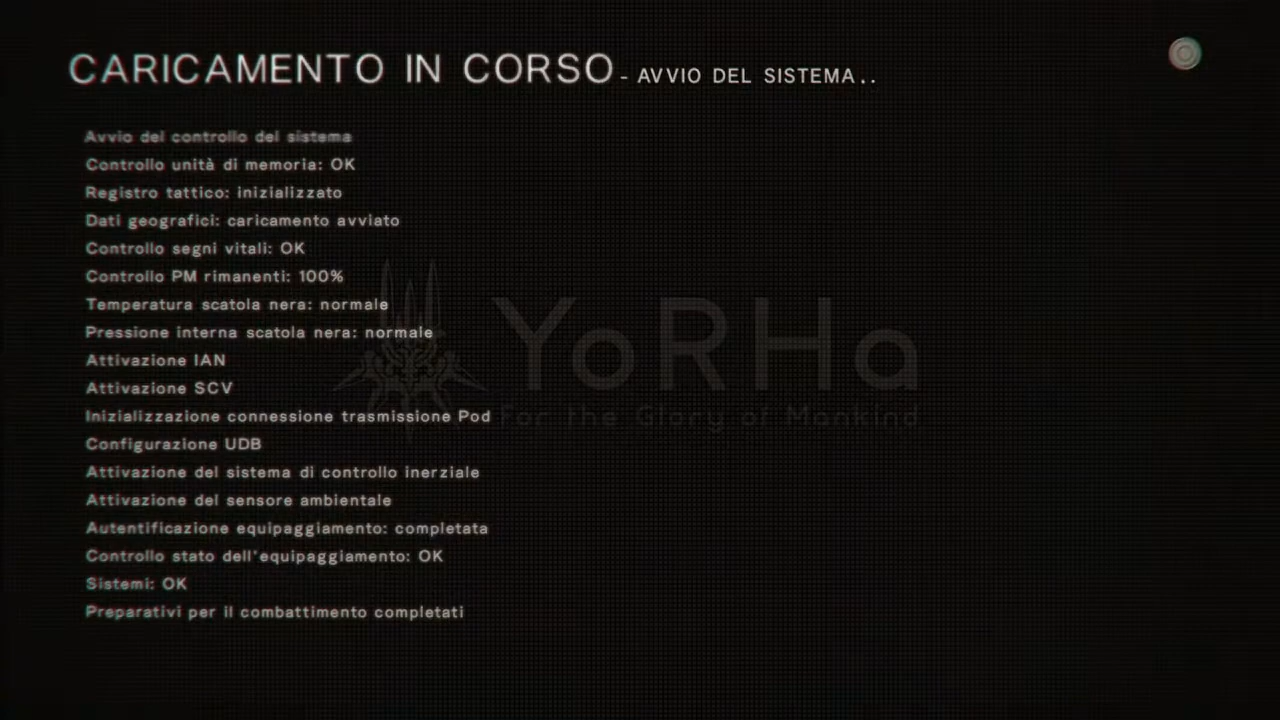 CARICAMENTO IN CORSO - AVVIO DEL SISTEMA..
Avvio del controllo del sistema
Controllo unità di memoria: OK
Registro tattico: inizializzato
Dati geografici: caricamento avviato
Controllo segni vitali: OK
Controllo PM rimanenti: 100%
Temperatura scatola nera: normale
Pressione interna scatola nera: normale
Attivazione IAN
Attivazione SCV
Inizializzazione connessione trasmissione Pod
Configurazione UDB
Attivazione del sistema di controllo inerziale
Attivazione del sensore ambientale
Autentificazione equipaggiamento: completata
Controllo stato dell'equipaggiamento: OK
Sistemi: OK
Preparativi per il combattimento completati
YoRHa
For the Glory of Mankind